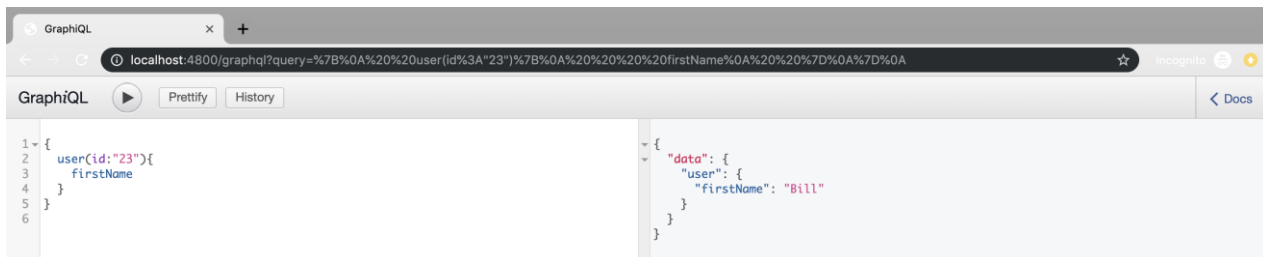 GraphiQL
localhost:4800/graphql?query=%7B%0A%20%20user(id%3A"23")%7B%0A%20%20%20%20firstName%0A%20%20%7D%0A%7D%0A
Incognito
GraphiQL Prettify History Docs
1 {
2 user(id:"23"){
3 firstName
4 }
5 }
6
{
"data": {
"user": {
"firstName": "Bill"
}
}
}